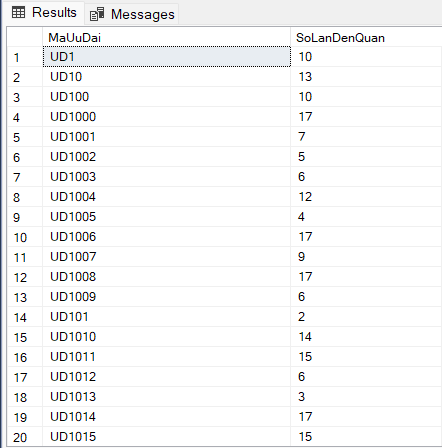 Results Messages
MaUuDai SoLanDenQuan
1 UD1 10
2 UD10 13
3 UD100 10
4 UD1000 17
5 UD1001 7
6 UD1002 5
7 UD1003 6
8 UD1004 12
9 UD1005 4
10 UD1006 17
11 UD1007 9
12 UD1008 17
13 UD1009 6
14 UD101 2
15 UD1010 14
16 UD1011 15
17 UD1012 6
18 UD1013 3
19 UD1014 17
20 UD1015 15